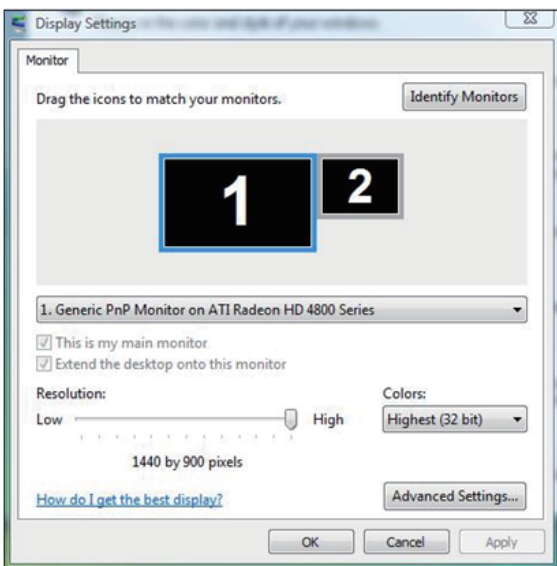 Display Settings
Monitor
Drag the icons to match your monitors.
Identify Monitors
1
2
1. Generic PnP Monitor on ATI Radeon HD 4800 Series
This is my main monitor
Extend the desktop onto this monitor
Resolution:
Colors:
Low
High
Highest (32 bit)
1440 by 900 pixels
How do I get the best display?
Advanced Settings...
OK
Cancel
Apply